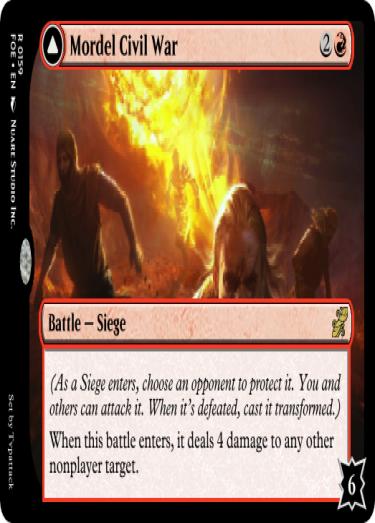 Mordel Civil War
2
Battle – Siege
(As a Siege enters, choose an opponent to protect it. You and
others can attack it. When it's defeated, cast it transformed.)
When this battle enters, it deals 4 damage to any other
nonplayer target.
6
R 0159
FOE • EN Nuare Studio Inc.
Set by Tvpattack